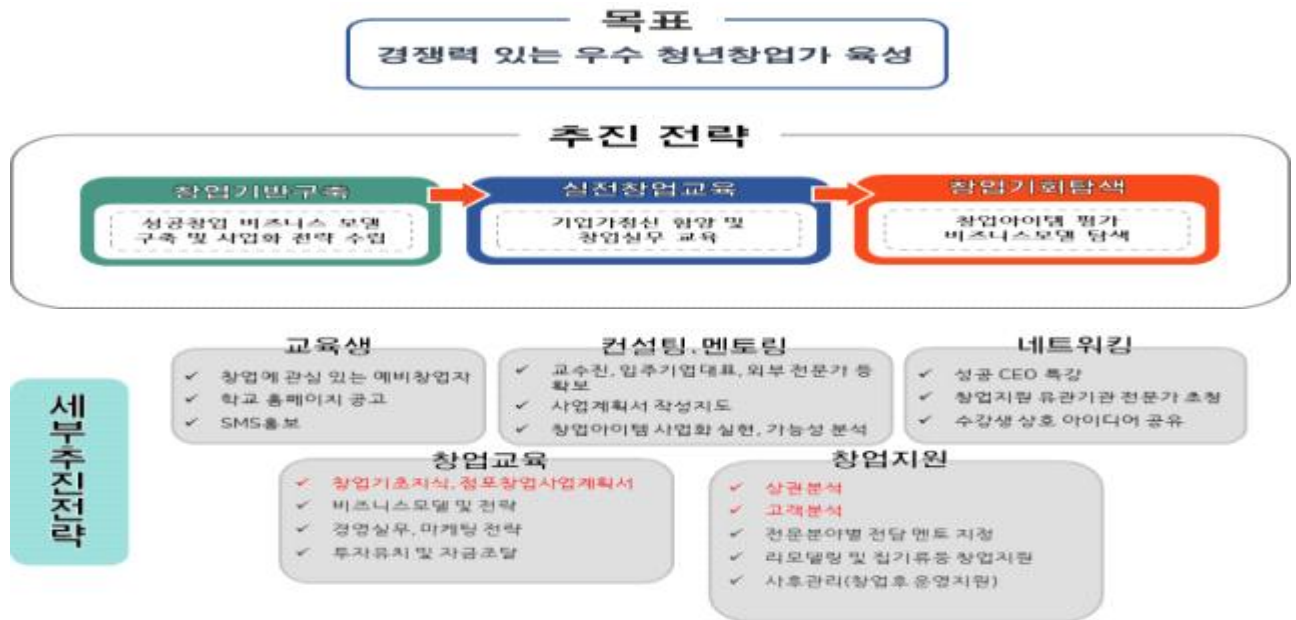 목표
경쟁력 있는 우수 청년창업가 육성
추진 전략
창업기반구축
성공창업 비즈니스 모델
구축 및 사업화 전략 수립
실전창업교육
기업가정신 함양 및
창업실무 교육
창업기회탐색
창업아이템 평가
비즈니스모델 탐색
세부추진전략
교육생
✓ 창업에 관심 있는 예비창업자
✓ 학교 홈페이지 공고
✓ SMS홍보
컨설팅.멘토링
✓ 교수진, 입주기업대표, 외부 전문가 등
확보
✓ 사업계획서 작성지도
✓ 창업아이템 사업화 실현, 가능성 분석
네트워킹
✓ 성공 CEO 특강
✓ 창업지원 유관기관 전문가 초청
✓ 수강생 상호 아이디어 공유
창업교육
✓ 창업기초지식, 점포창업사업계획서
✓ 비즈니스모델 및 전략
✓ 경영실무, 마케팅 전략
✓ 투자유치 및 자금조달
창업지원
✓ 상권분석
✓ 고객분석
✓ 전문분야별 전담 멘토 지정
✓ 리모델링 및 집기류등 창업지원
✓ 사후관리(창업후 운영지원)